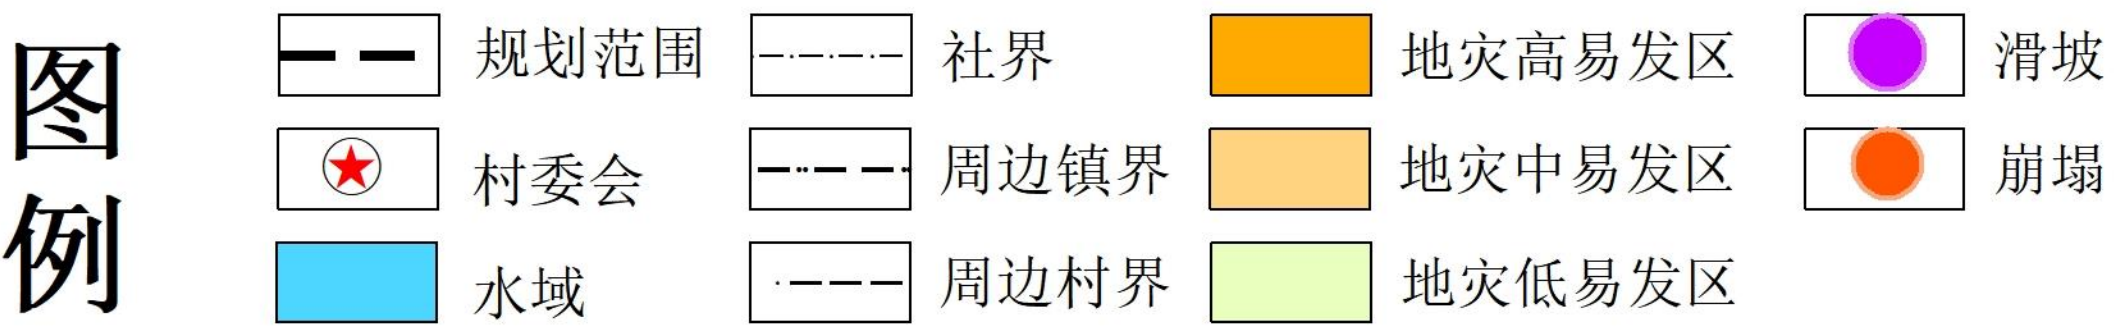 图例
规划范围
社界
地灾高易发区
滑坡
村委会
周边镇界
地灾中易发区
崩塌
水域
周边村界
地灾低易发区